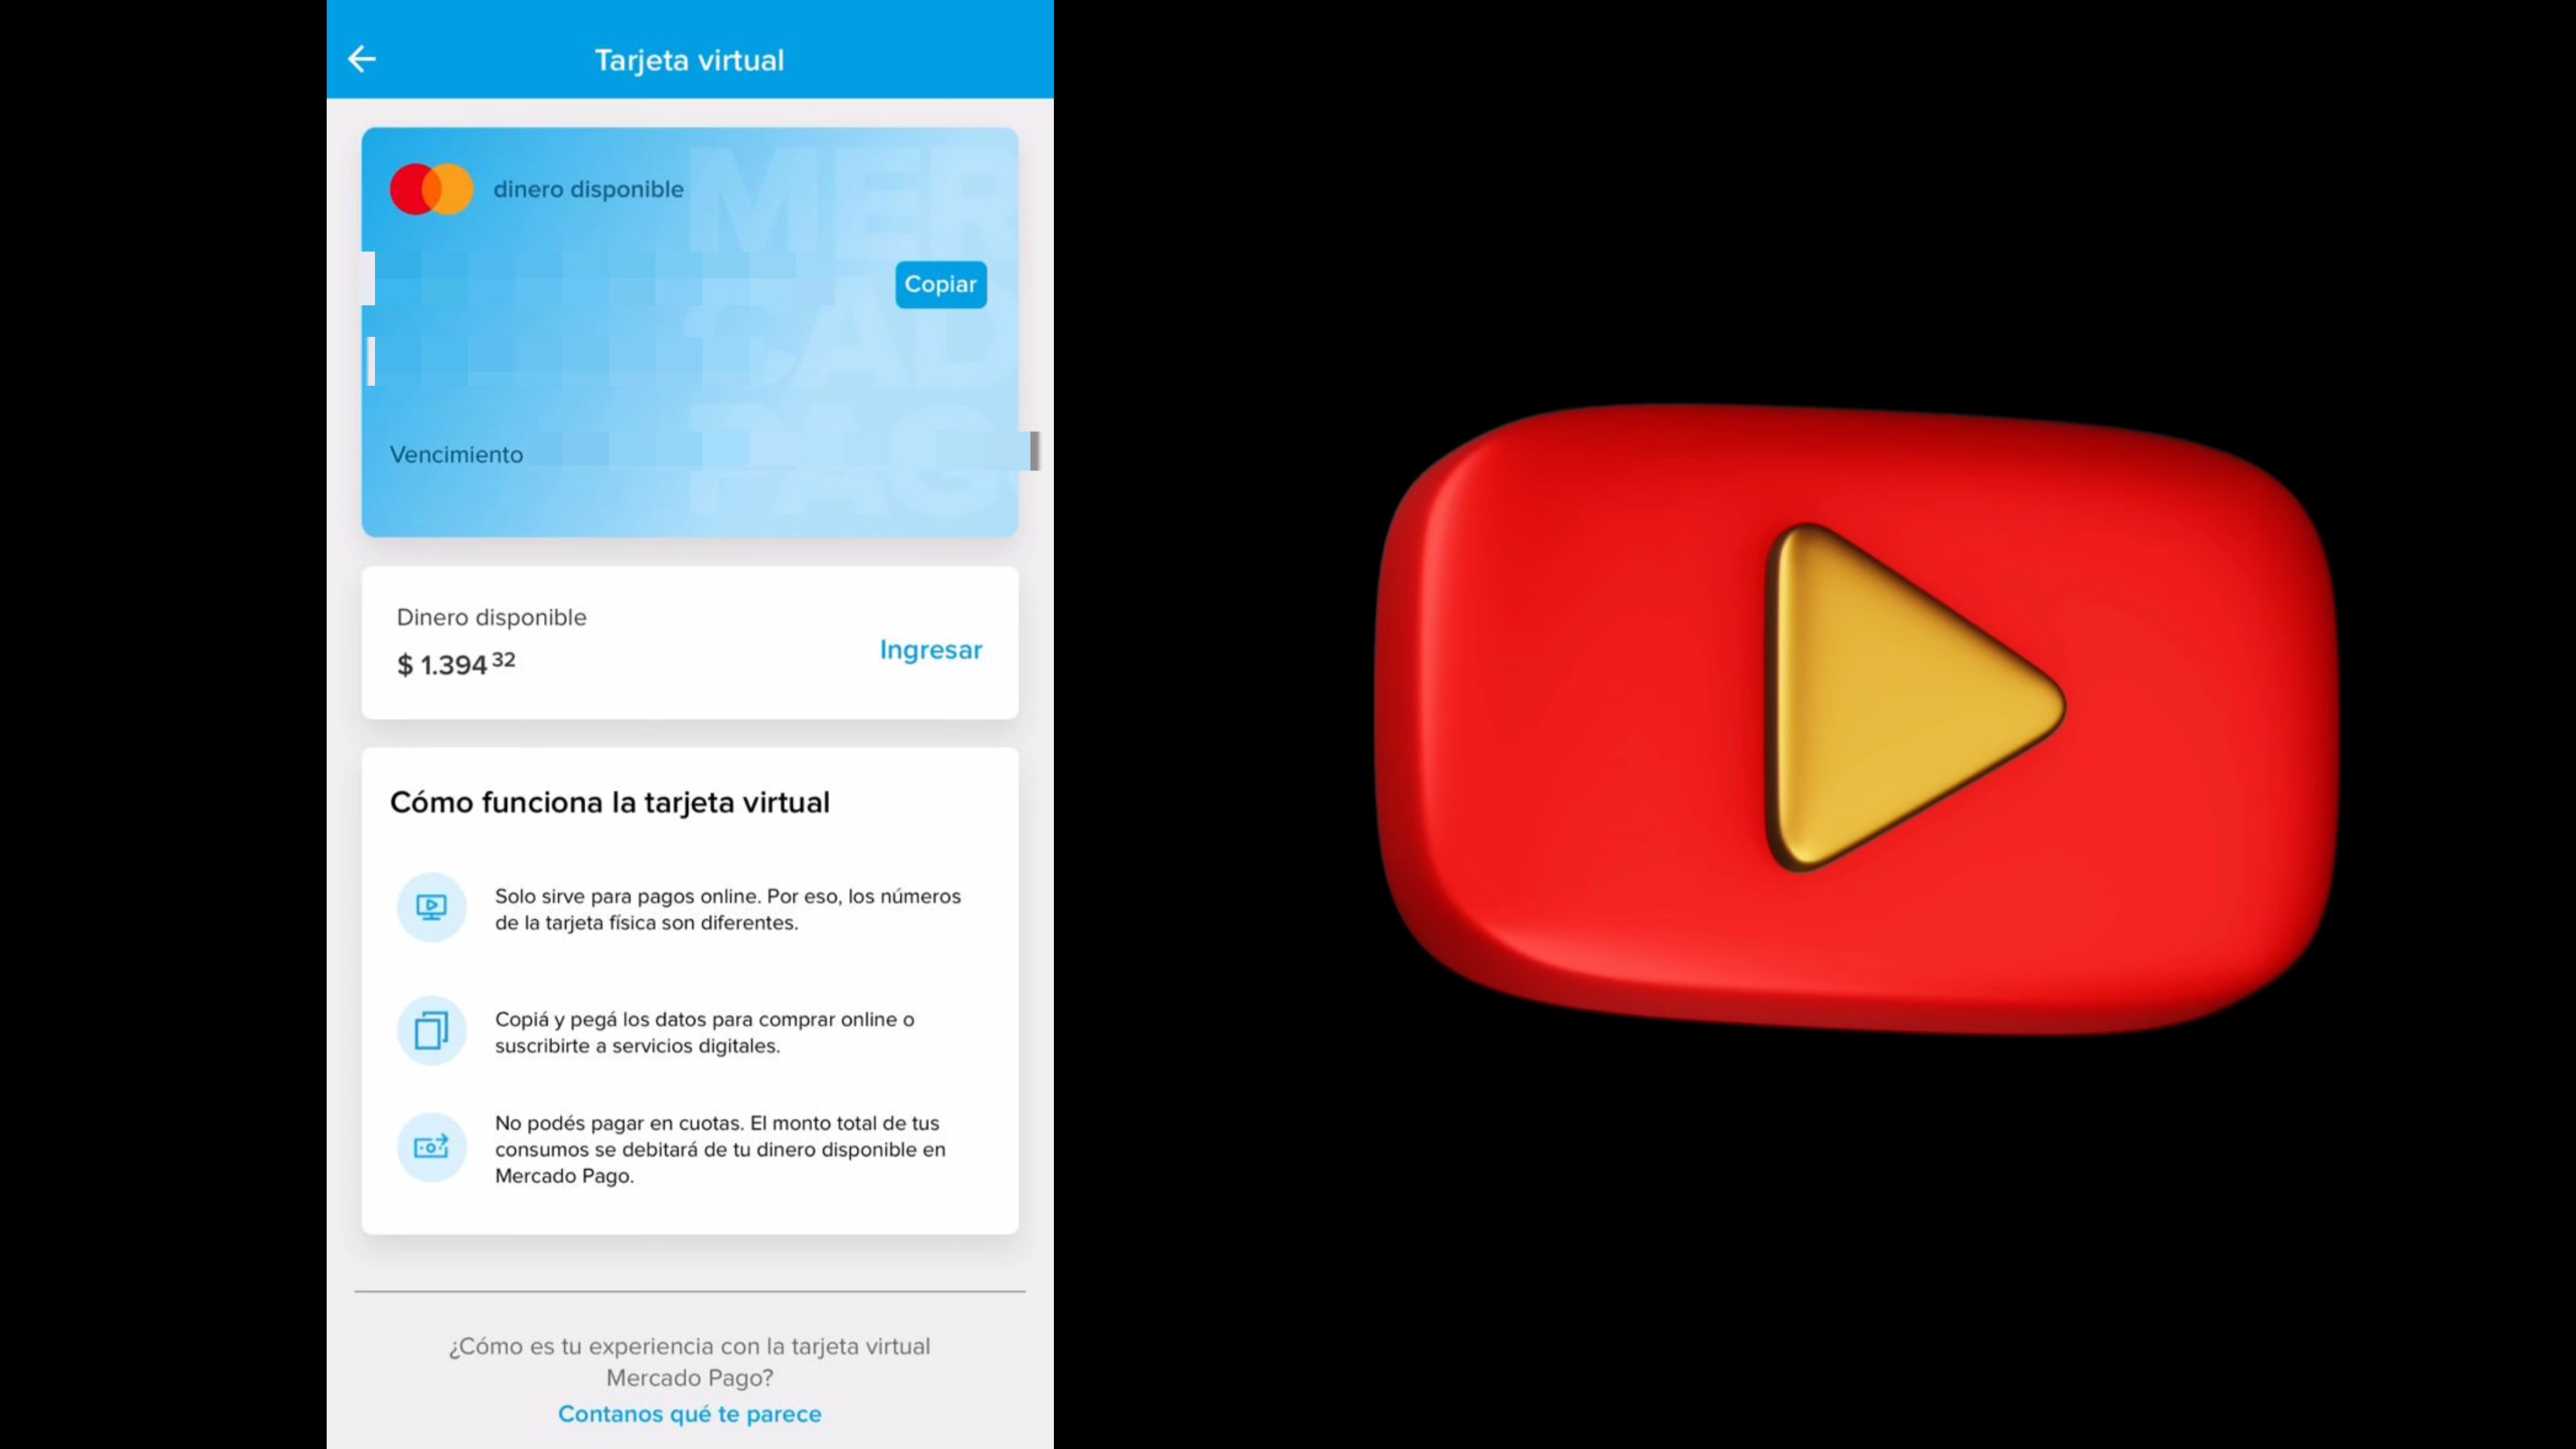 Tarjeta virtual
dinero disponible
MER
Copiar
CAD
PAG
Vencimiento
Dinero disponible
$ 1.394 32
Ingresar
Cómo funciona la tarjeta virtual
Solo sirve para pagos online. Por eso, los números
de la tarjeta física son diferentes.
Copiá y pegá los datos para comprar online o
suscribirte a servicios digitales.
No podés pagar en cuotas. El monto total de tus
consumos se debitará de tu dinero disponible en
Mercado Pago.
¿Cómo es tu experiencia con la tarjeta virtual
Mercado Pago?
Contanos qué te parece